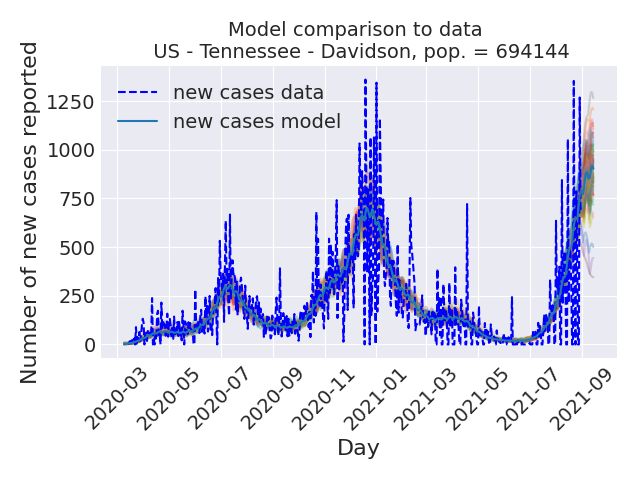 Model comparison to data
US - Tennessee - Davidson, pop. = 694144
Number of new cases reported
1250
1000
750
500
250
0
new cases data
new cases model
2020-03
2020-05
2020-07
2020-09
2020-11
2021-01
2021-03
2021-05
2021-07
2021-09
Day